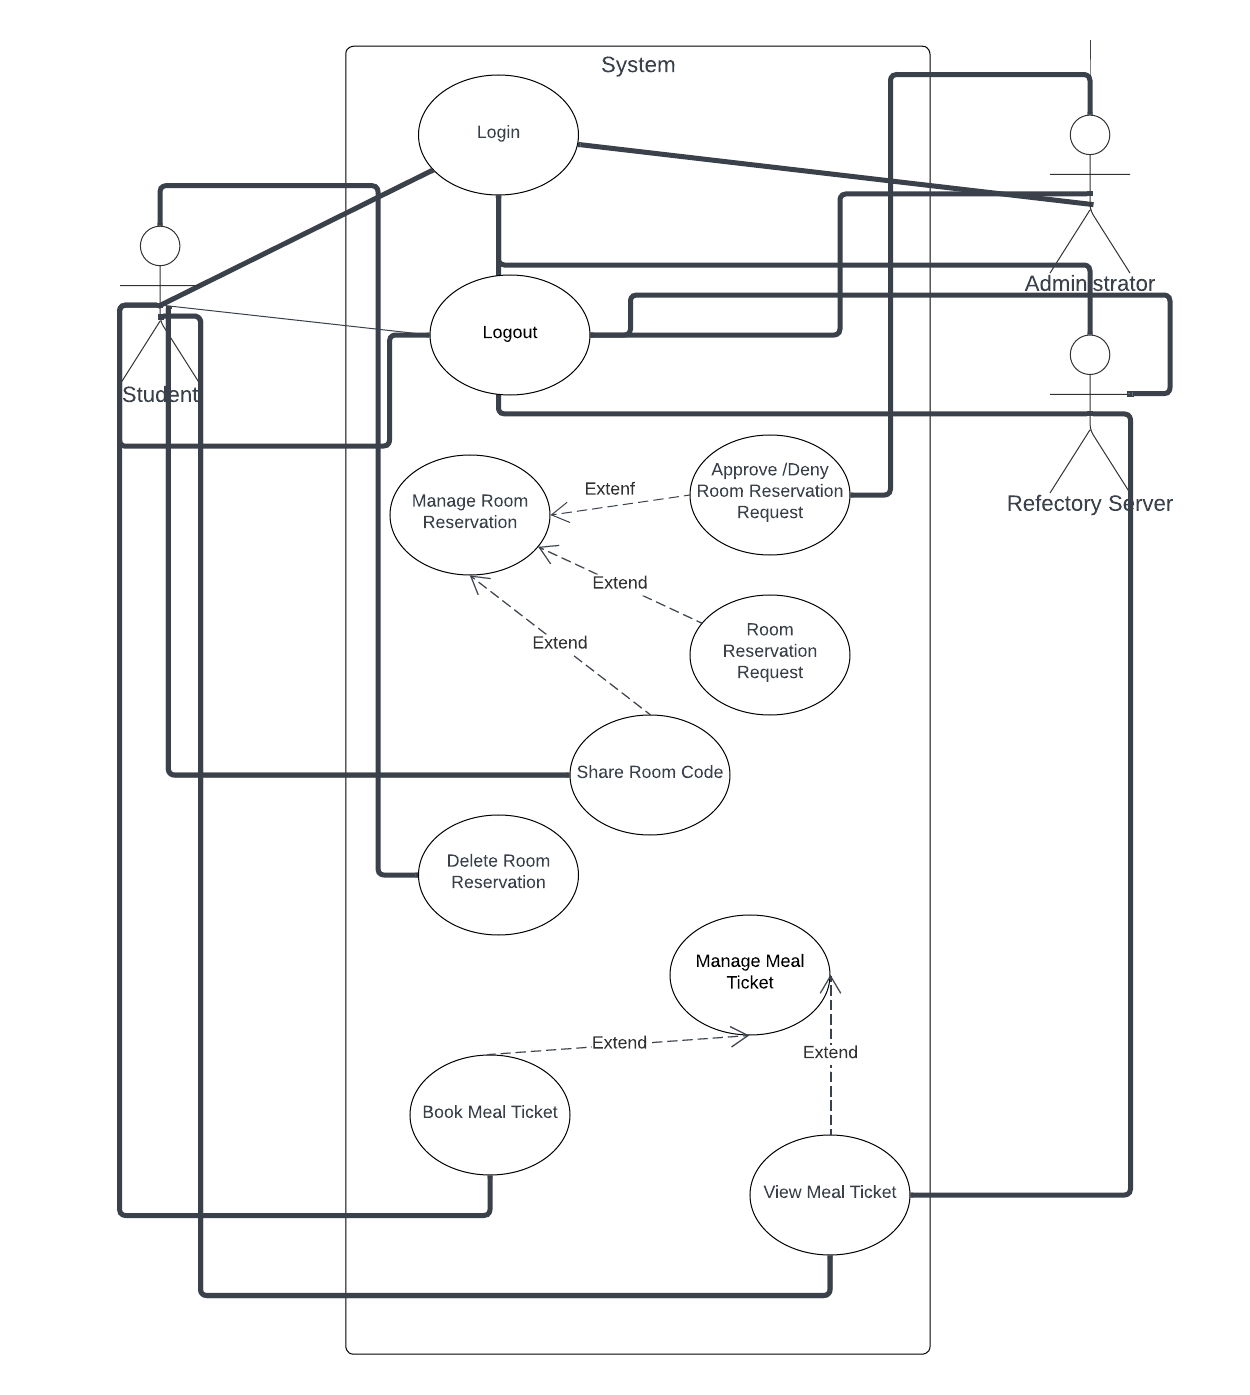 System
Login
Administrator
Logout
Student
Approve /Deny
Room Reservation
Request
Extenf
Manage Room
Reservation
Refectory Server
Extend
Room
Reservation
Request
Extend
Share Room Code
Delete Room
Reservation
Manage Meal
Ticket
Extend
Extend
Book Meal Ticket
View Meal Ticket